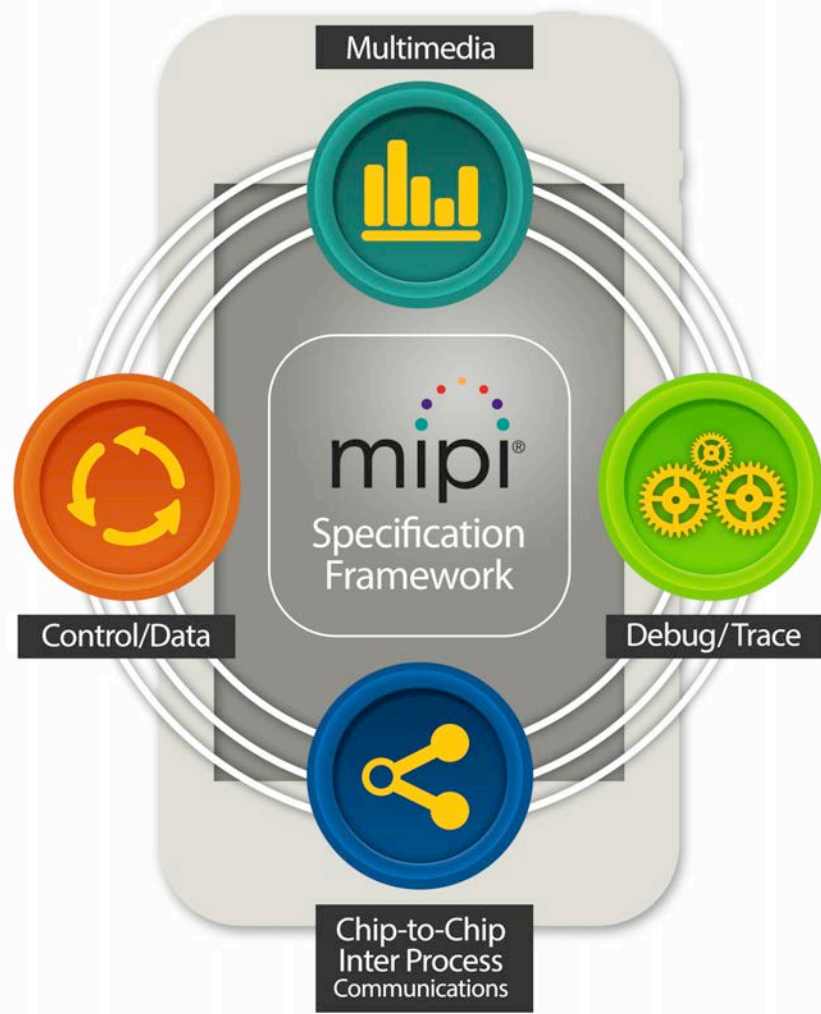 Multimedia
mipi®
Specification
Framework
Control/Data
Debug/Trace
Chip-to-Chip
Inter Process
Communications